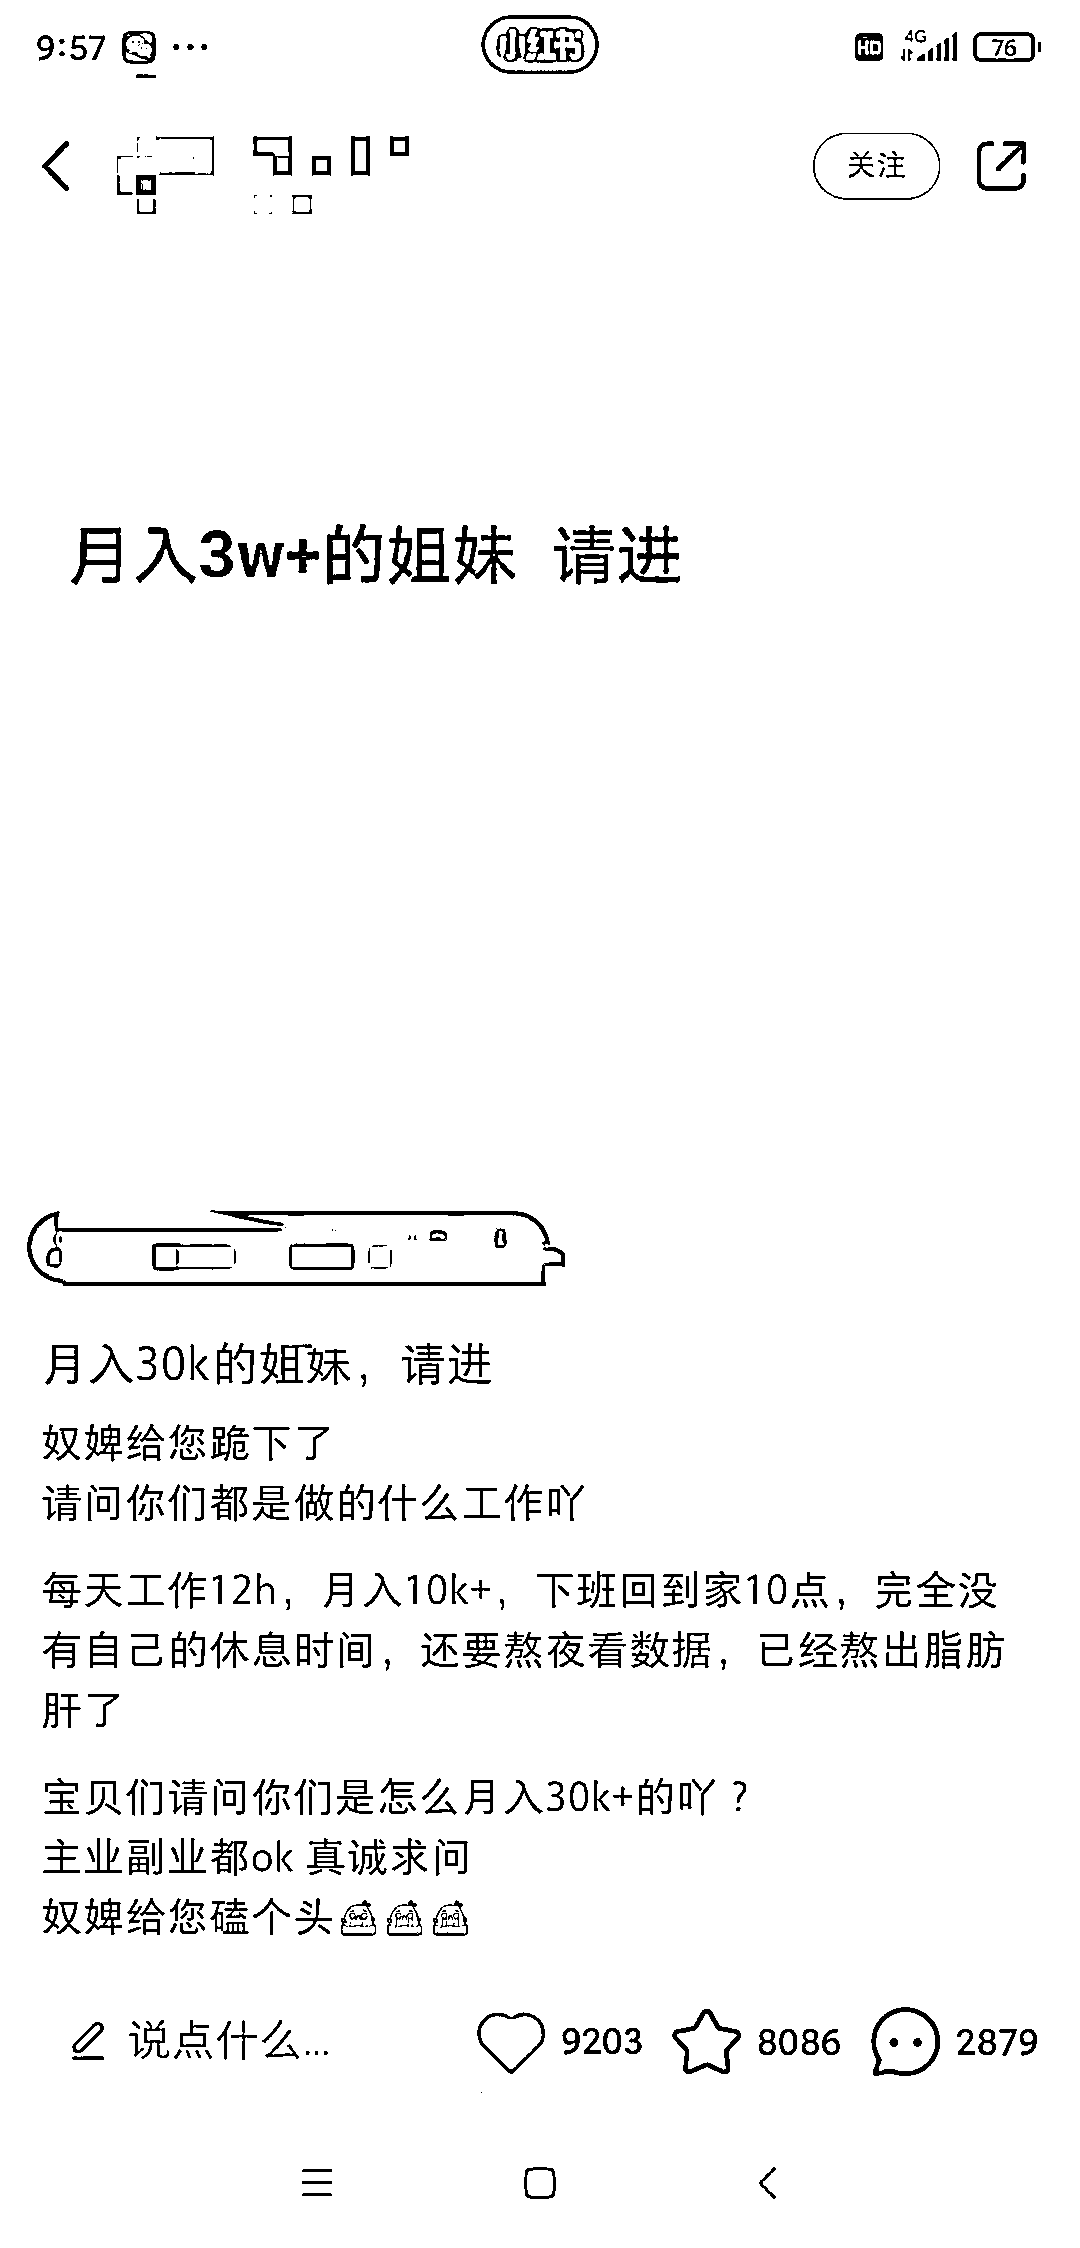 9:57
小红书
HD
4G
76
关注
月入3w+的姐妹 请进
月入30k的姐妹，请进
奴婢给您跪下了
请问你们都是做的什么工作吖
每天工作12h，月入10k+，下班回到家10点，完全没
有自己的休息时间，还要熬夜看数据，已经熬出脂肪
肝了
宝贝们请问你们是怎么月入30k+的吖？
主业副业都ok 真诚求问
奴婢给您磕个头
说点什么...
9203
8086
2879